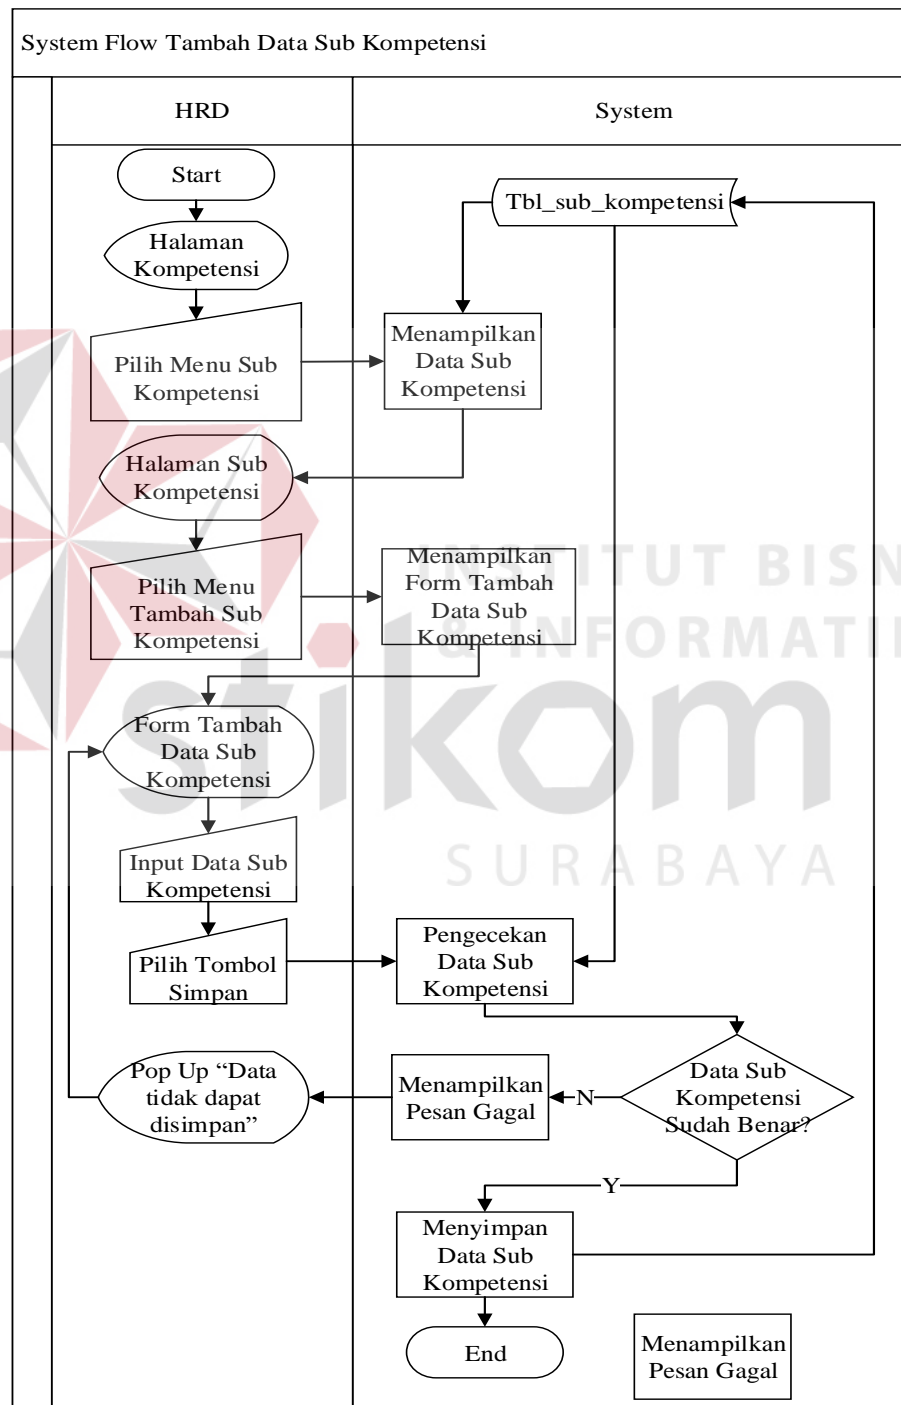 System Flow Tambah Data Sub Kompetensi
HRD
System
Start
Tbl_sub_kompetensi
Halaman
Kompetensi
Pilih Menu Sub
Kompetensi
Menampilkan
Data Sub
Kompetensi
Halaman Sub
Kompetensi
Pilih Menu
Tambah Sub
Kompetensi
Menampilkan
Form Tambah
Data Sub
Kompetensi
INSTITUT BISN
& INFORMATI
stikom
SURABAYA
Form Tambah
Data Sub
Kompetensi
Input Data Sub
Kompetensi
Pilih Tombol
Simpan
Pengecekan
Data Sub
Kompetensi
Data Sub
Kompetensi
Sudah Benar?
N
Menampilkan
Pesan Gagal
Pop Up “Data
tidak dapat
disimpan”
Y
Menyimpan
Data Sub
Kompetensi
End
Menampilkan
Pesan Gagal